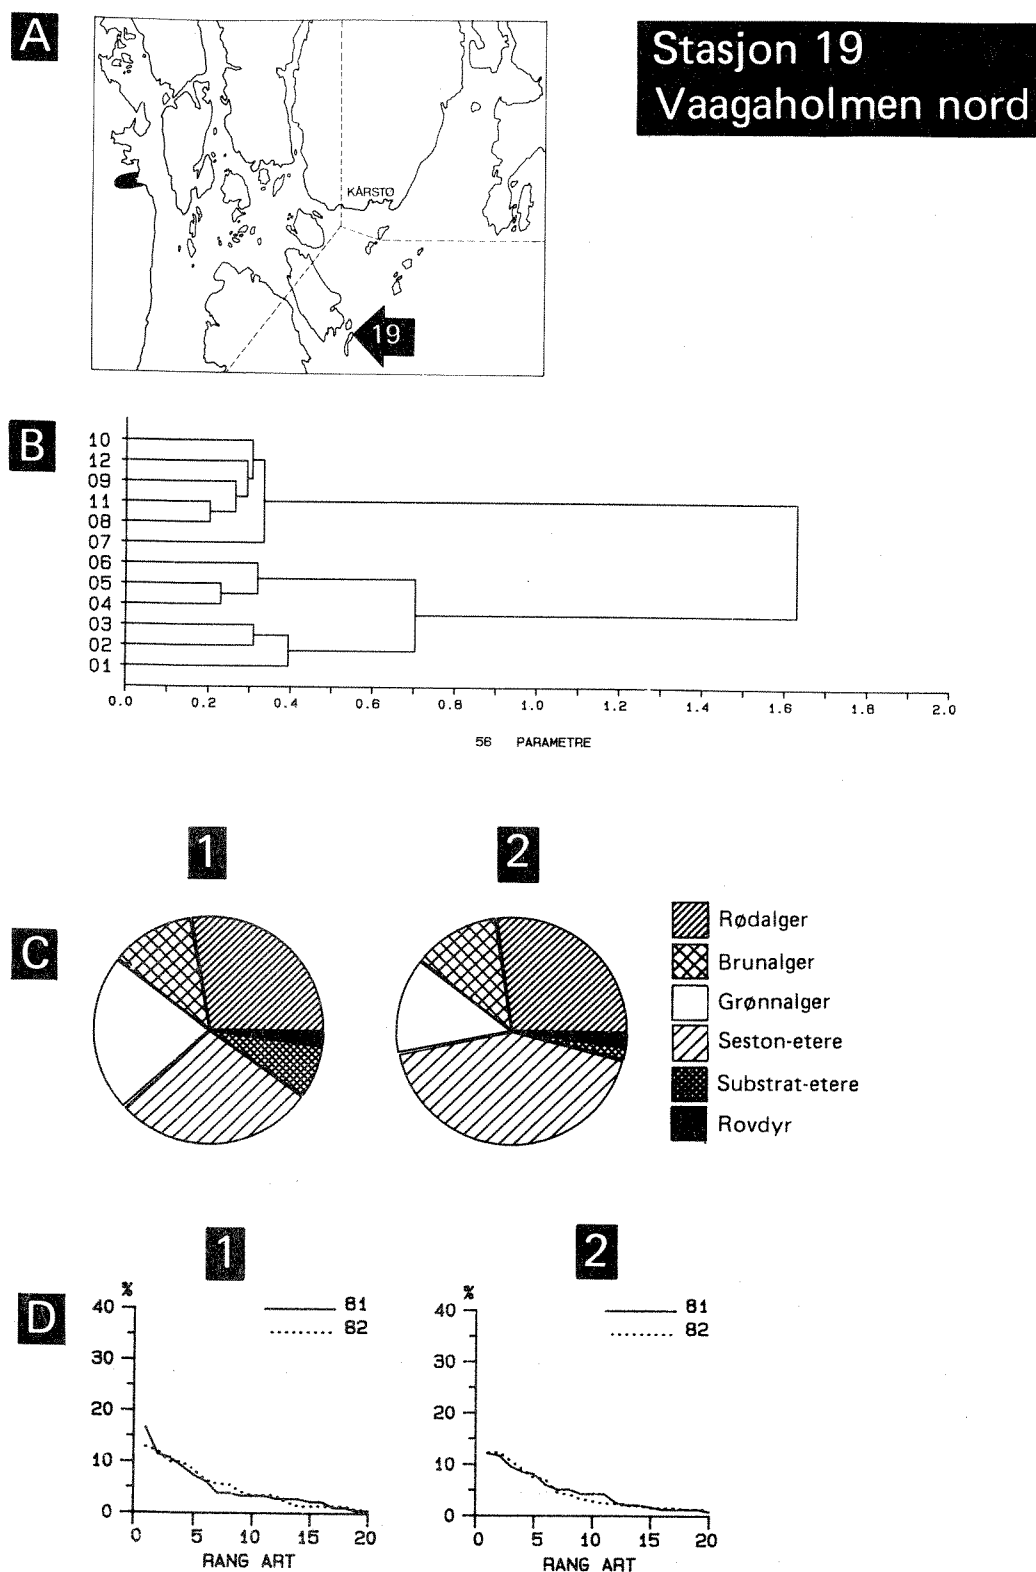 A
Stasjon 19
Vaagaholmen nord
KÅRSTØ
19
B
10
12
09
11
08
07
06
05
04
03
02
01
0.0 0.2 0.4 0.6 0.8 1.0 1.2 1.4 1.6 1.8 2.0
56 PARAMETRE
1 2
C
Rødalger
Brunalger
Grønnalger
Seston-etere
Substrat-etere
Rovdyr
1 2
D
%
40
30
20
10
0
81
82
0 5 10 15 20
RANG ART
%
40
30
20
10
0
81
82
0 5 10 15 20
RANG ART